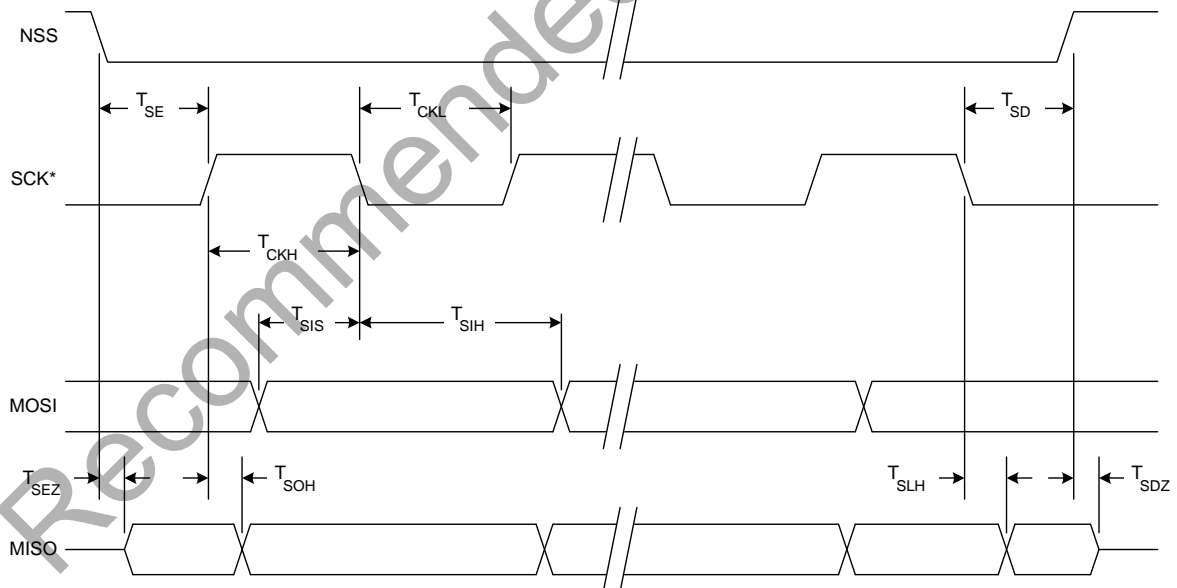 NSS
T_SE
T_CKL
T_SD
SCK*
T_CKH
T_SIS
T_SIH
MOSI
T_SEZ
T_SOH
T_SLH
T_SDZ
MISO
Recommended